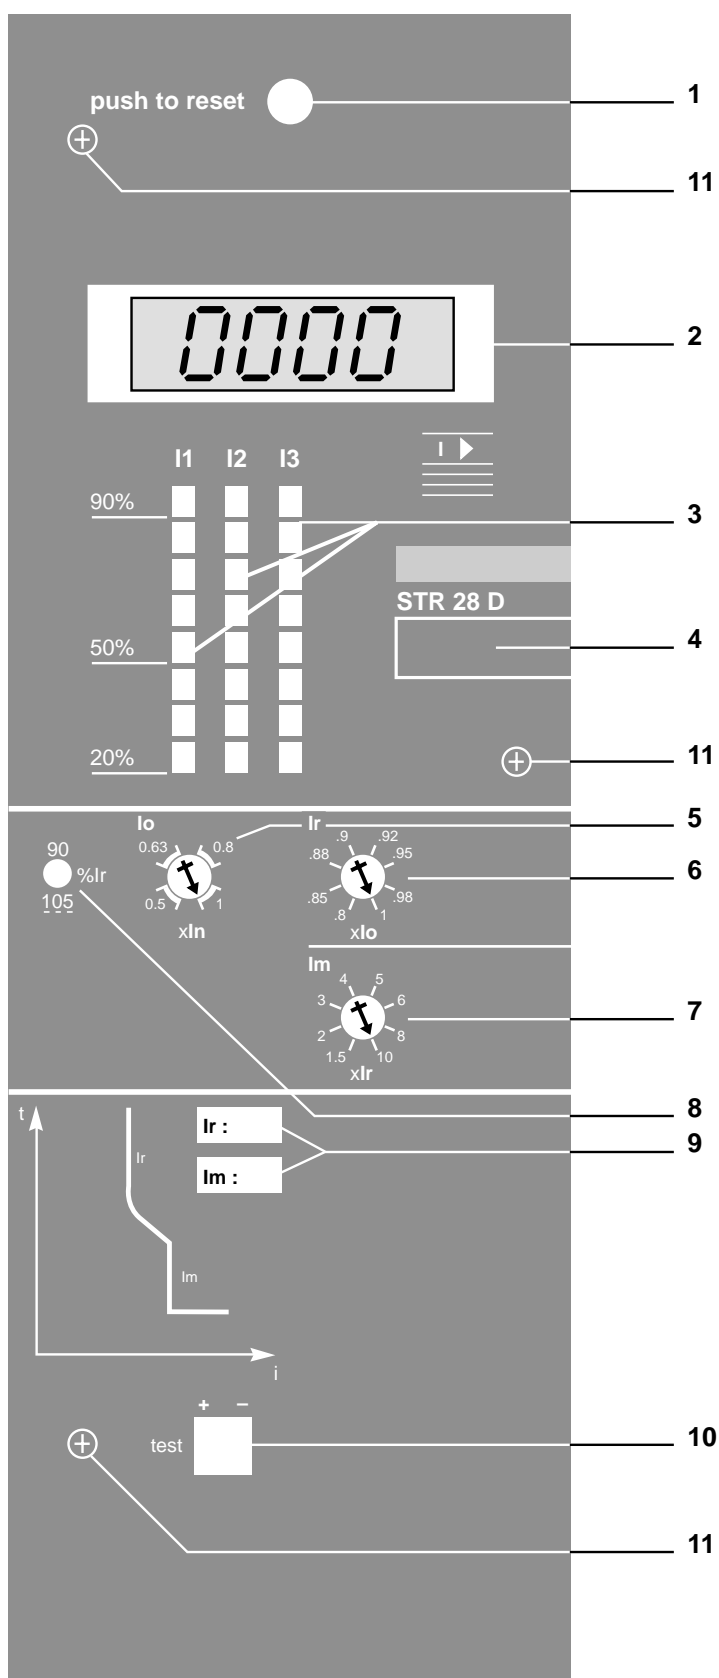 push to reset
1
11
0000
2
I1 I2 I3
I
90%
3
STR 28 D
50%
4
20%
11
Io
Ir
5
0.63 0.8
.9 .92
.88 .95
90
%Ir
105
6
0.5 1
.85 .98
.8 1
xIn
xIo
Im
4 5
3 6
7
2 8
1.5 10
xIr
8
t
Ir :
9
Ir
Im :
Im
i
+ −
test
10
11